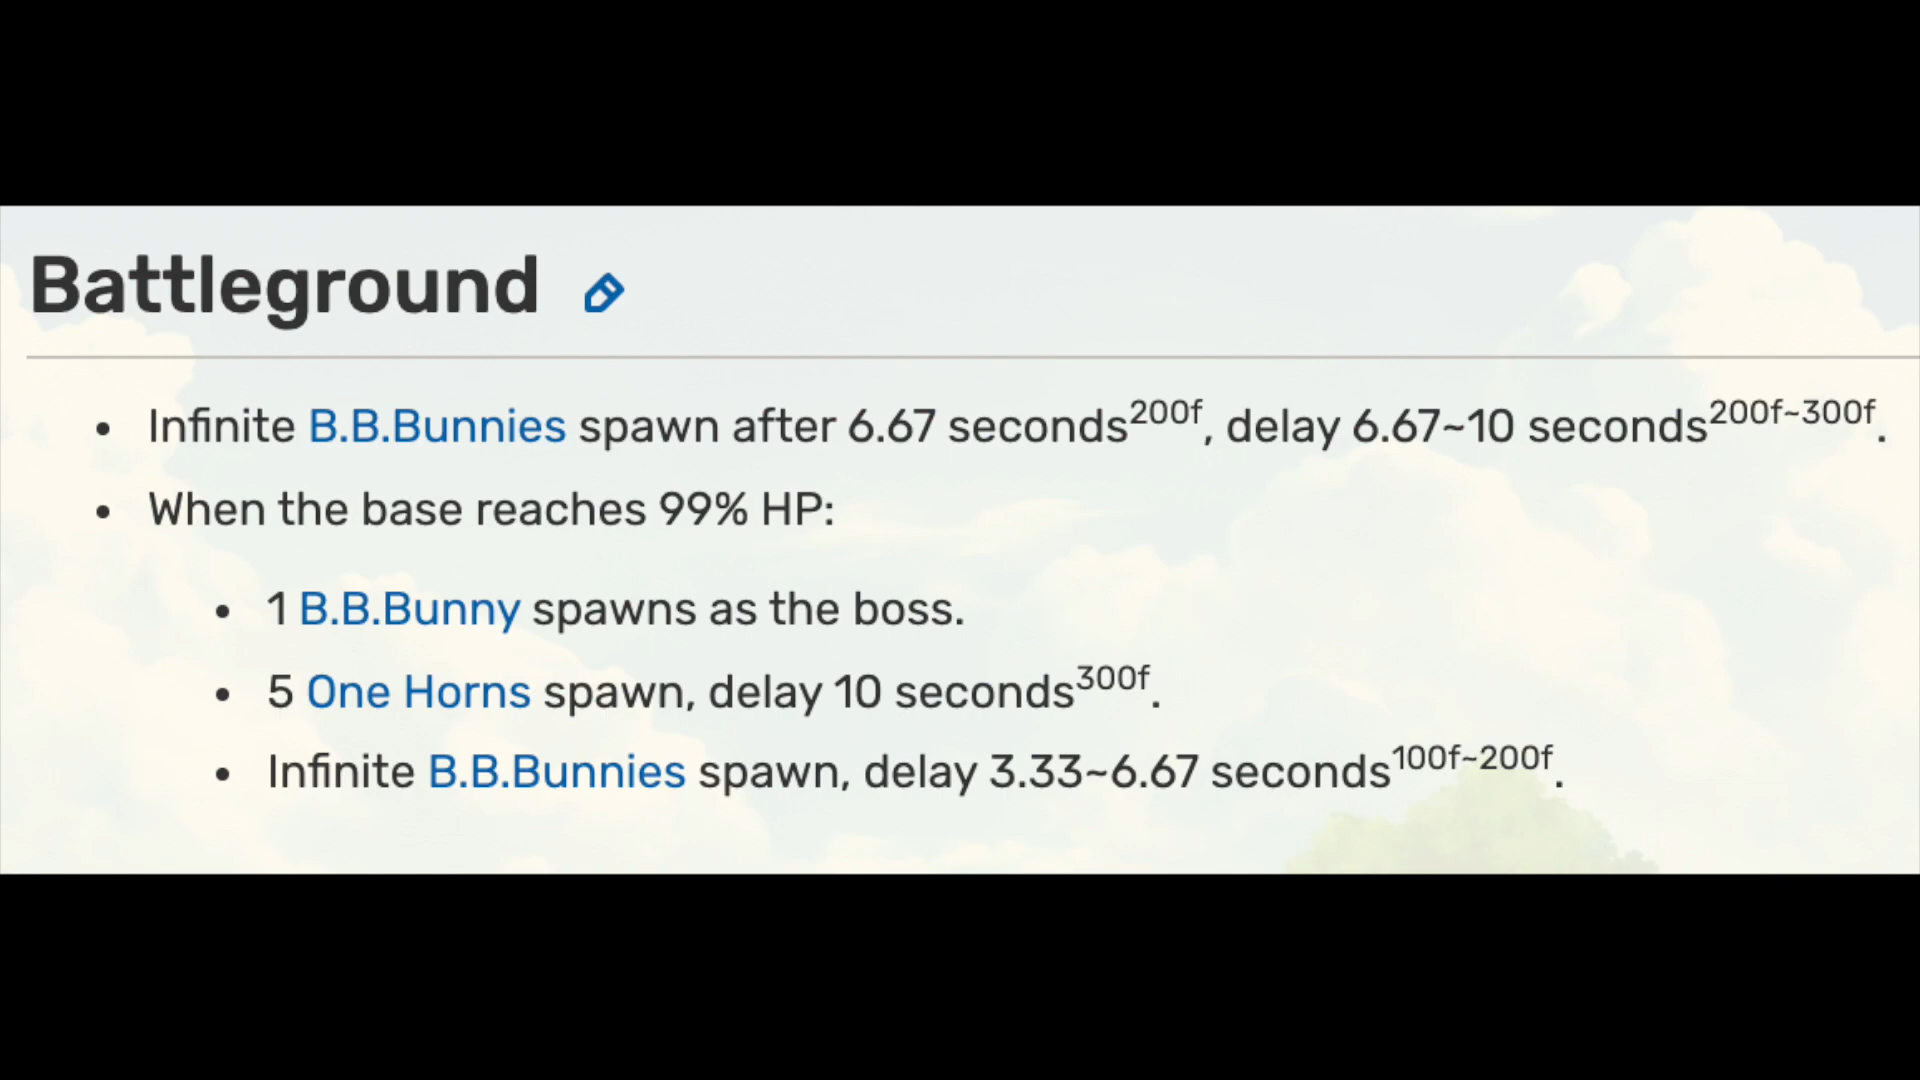 Battleground
• Infinite B.B.Bunnies spawn after 6.67 seconds200f, delay 6.67~10 seconds200f~300f.
• When the base reaches 99% HP:
• 1 B.B.Bunny spawns as the boss.
• 5 One Horns spawn, delay 10 seconds300f.
• Infinite B.B.Bunnies spawn, delay 3.33~6.67 seconds100f~200f.